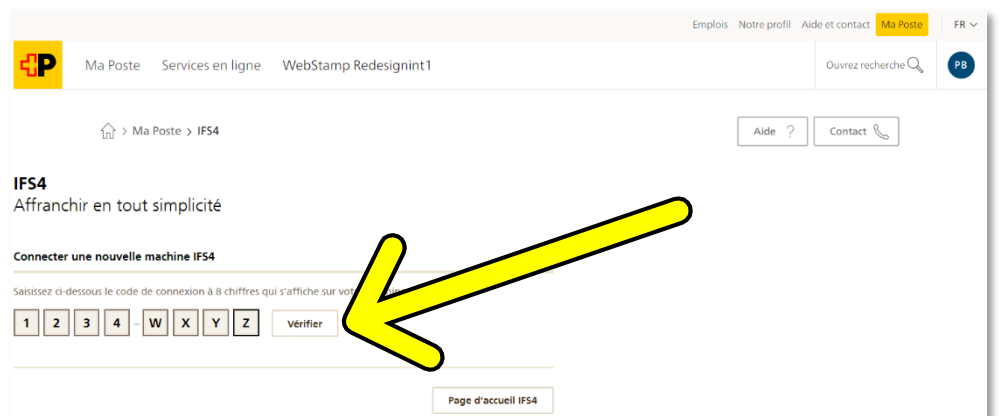 Emplois Notre profil Aide et contact Ma Poste FR
P Ma Poste Services en ligne WebStamp Redesignint1 Ouvrez recherche PB
> Ma Poste > IFS4 Aide ? Contact
IFS4
Affranchir en tout simplicité
Connecter une nouvelle machine IFS4
Saisissez ci-dessous le code de connexion à 8 chiffres qui s'affiche sur
1 2 3 4 - W X Y Z Vérifier
Page d'accueil IFS4